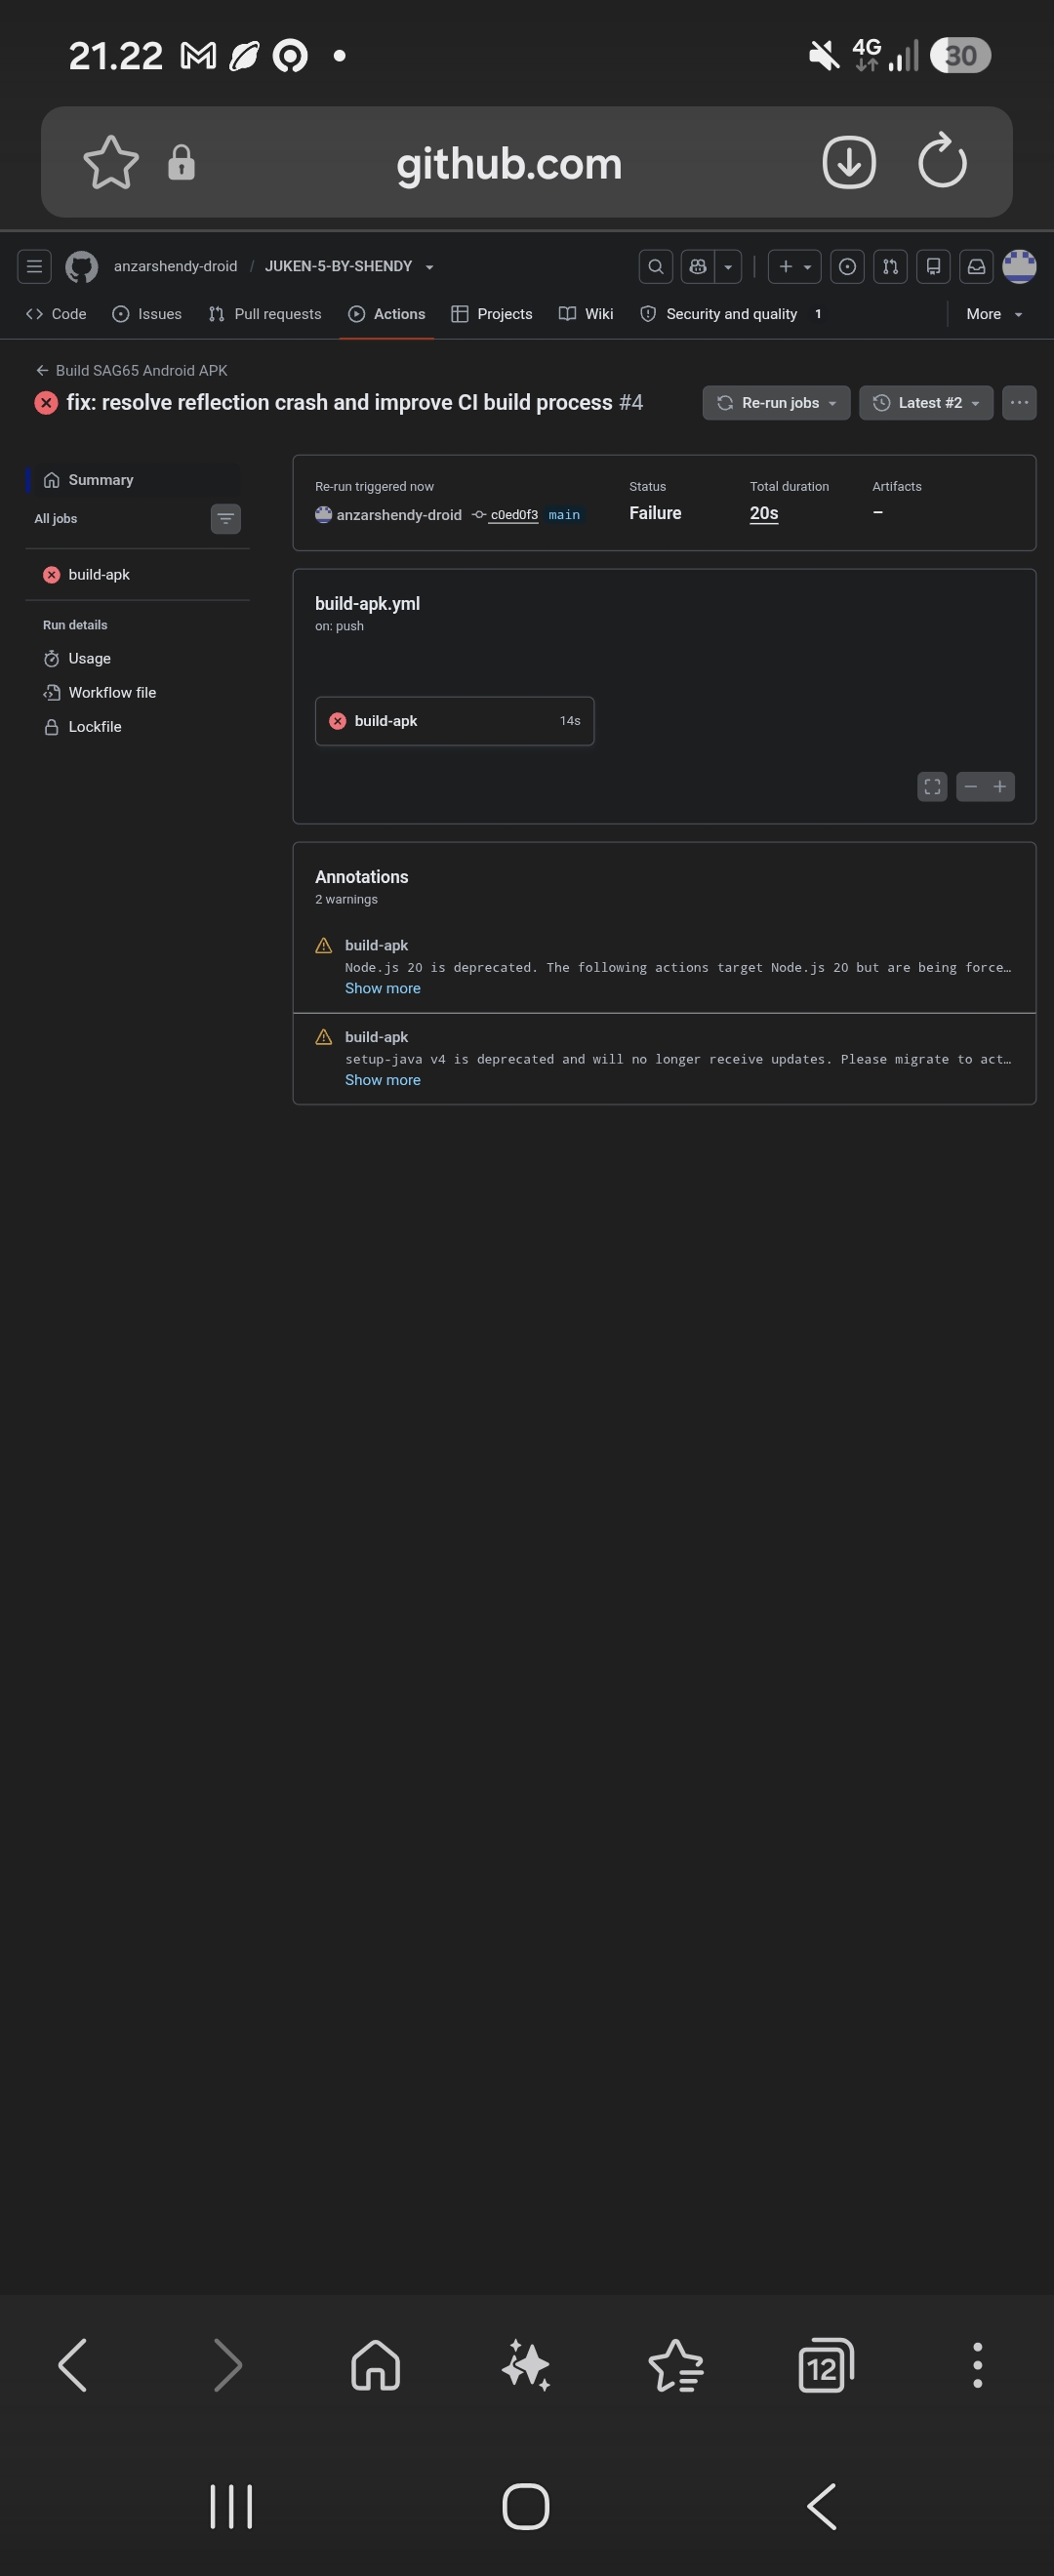 21.22
4G
30
github.com
anzarshendy-droid / JUKEN-5-BY-SHENDY
Code Issues Pull requests Actions Projects Wiki Security and quality 1 More
Build SAG65 Android APK
fix: resolve reflection crash and improve CI build process #4
Re-run jobs
Latest #2
Summary
All jobs
build-apk
Run details
Usage
Workflow file
Lockfile
Re-run triggered now
anzarshendy-droid c0ed0f3 main
Status
Failure
Total duration
20s
Artifacts
–
build-apk.yml
on: push
build-apk 14s
Annotations
2 warnings
build-apk
Node.js 20 is deprecated. The following actions target Node.js 20 but are being force…
Show more
build-apk
setup-java v4 is deprecated and will no longer receive updates. Please migrate to act…
Show more
12